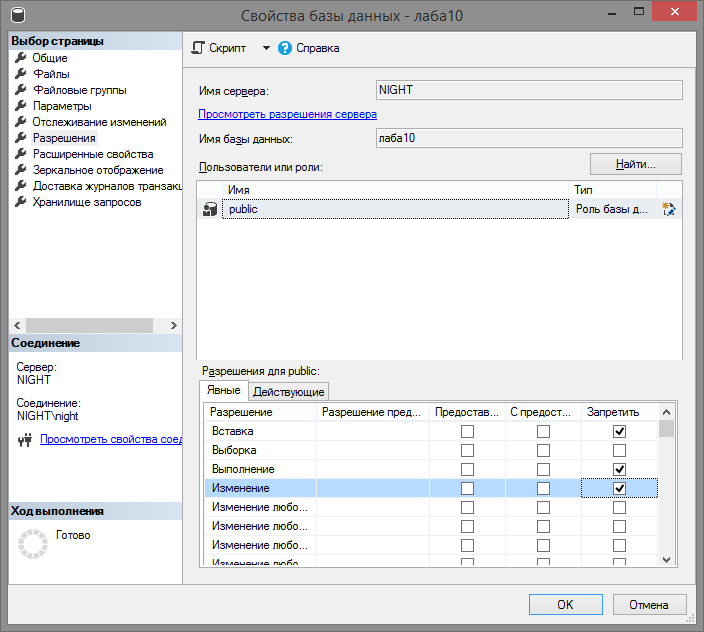 Свойства базы данных - лаба10
Выбор страницы
Общие
Файлы
Файловые группы
Параметры
Отслеживание изменений
Разрешения
Расширенные свойства
Зеркальное отображение
Доставка журналов транзакц
Хранилище запросов
Соединение
Сервер:
NIGHT
Соединение:
NIGHT\night
Просмотреть свойства соед
Ход выполнения
Готово
Скрипт
Справка
Имя сервера:
NIGHT
Просмотреть разрешения сервера
Имя базы данных:
лаба10
Пользователи или роли:
Найти...
Имя Тип
public Роль базы д...
Разрешения для public:
Явные Действующие
Разрешение Разрешение пред... Предостав... С предост... Запретить
Вставка
Выборка
Выполнение
Изменение
Изменение любо...
Изменение любо...
Изменение любо...
Изменение любо...
OK Отмена